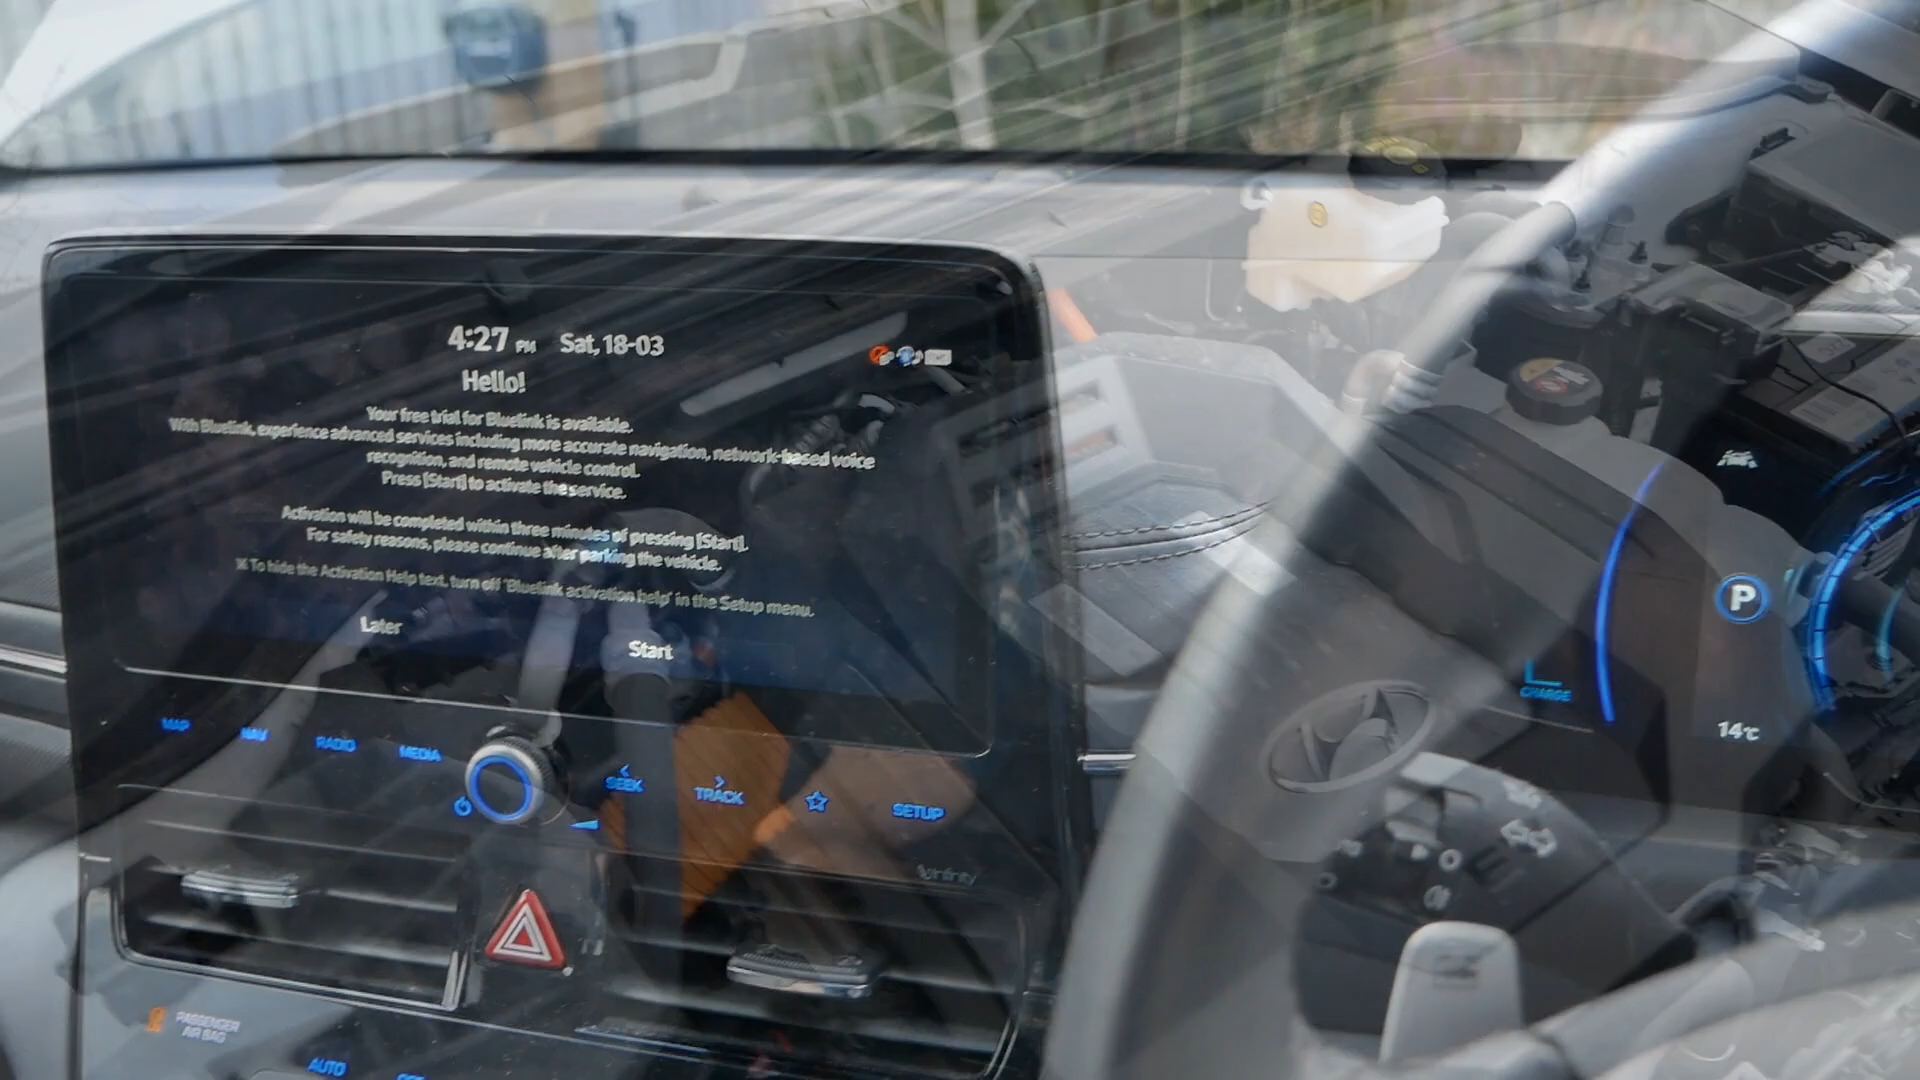 4:27 PM Sat, 18-03
Hello!
Your free trial for Bluelink is available.
With Bluelink, experience advanced services including more accurate navigation, network-based voice
recognition, and remote vehicle control.
Press [Start] to activate the service.
Activation will be completed within three minutes of pressing [Start].
For safety reasons, please continue after parking the vehicle.
※ To hide the Activation Help text, turn off 'Bluelink activation help' in the Setup menu.
Later
Start
MAP
NAV
RADIO
MEDIA
SEEK
TRACK
SETUP
Infinity
PASSENGER
AIR BAG
AUTO
P
CHARGE
14℃